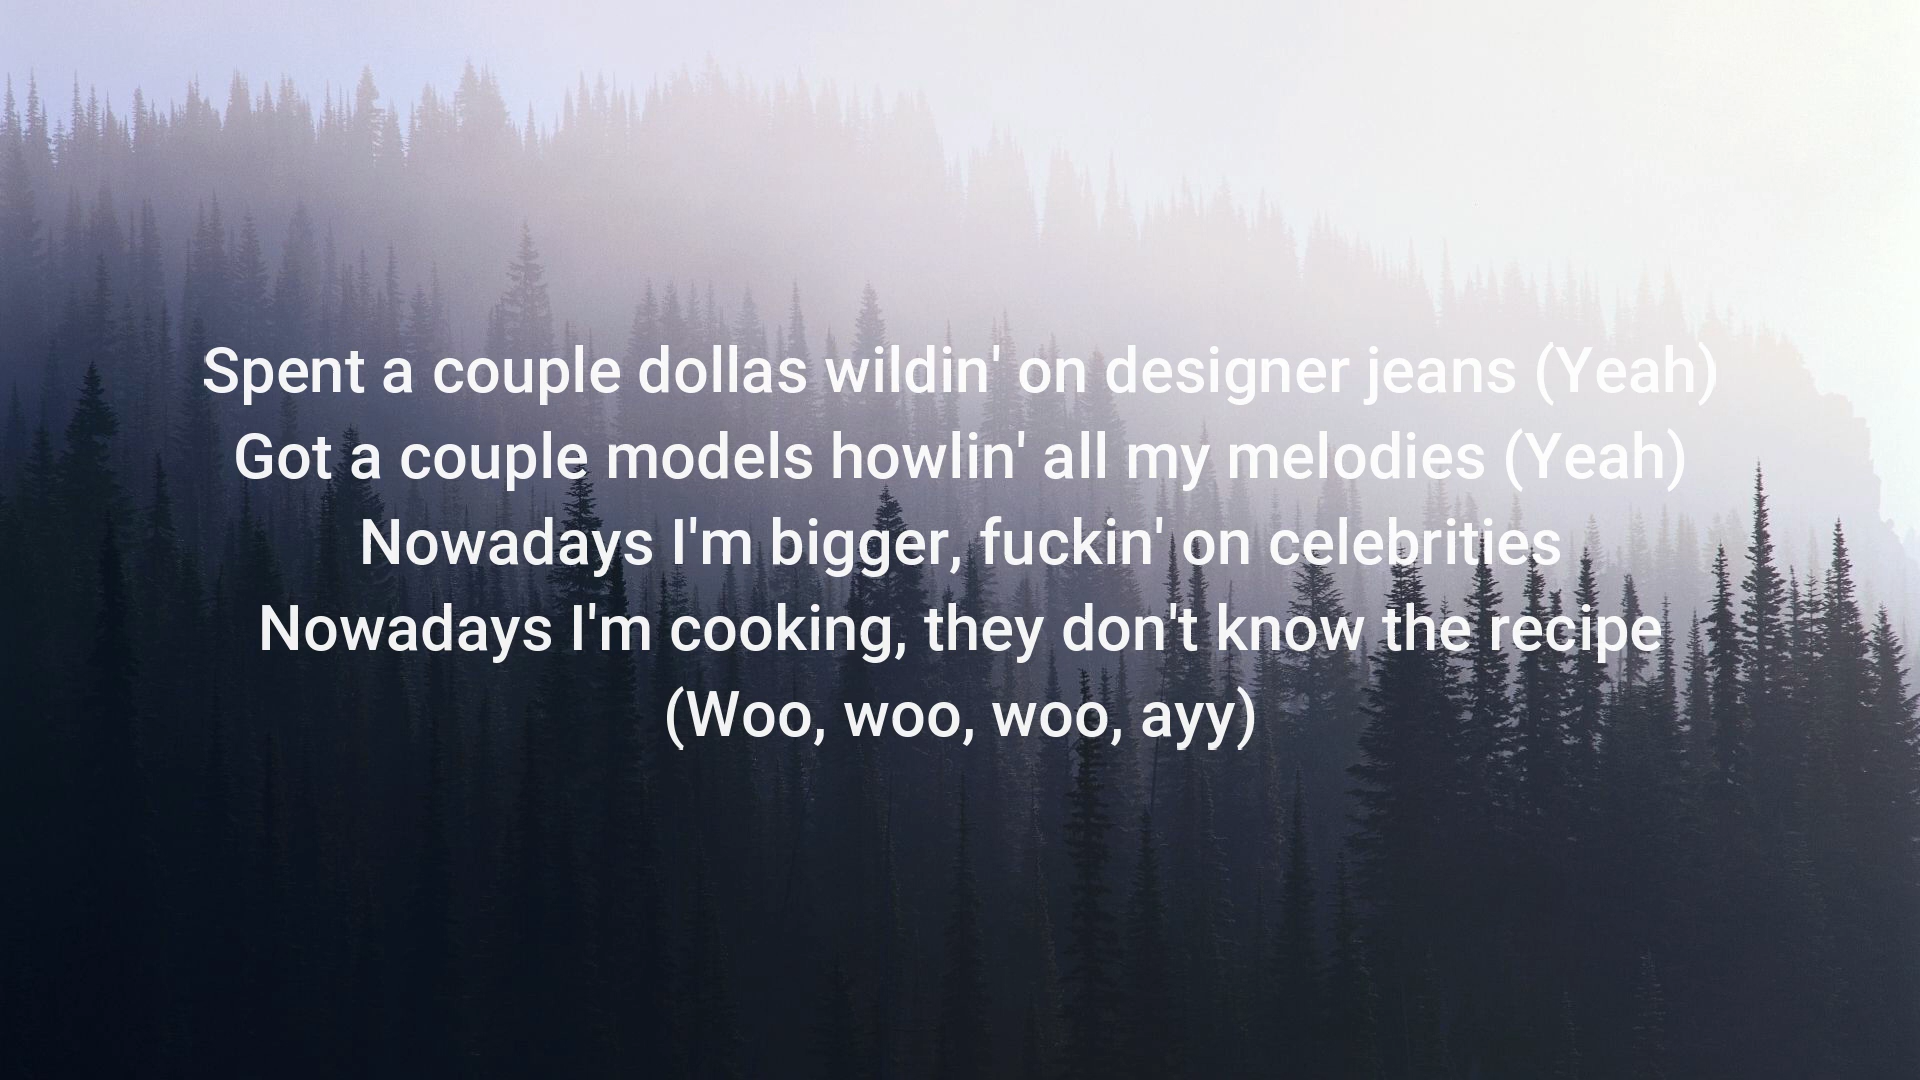 Spent a couple dollas wildin' on designer jeans (Yeah)
Got a couple models howlin' all my melodies (Yeah)
Nowadays I'm bigger, fuckin' on celebrities
Nowadays I'm cooking, they don't know the recipe
(Woo, woo, woo, ayy)